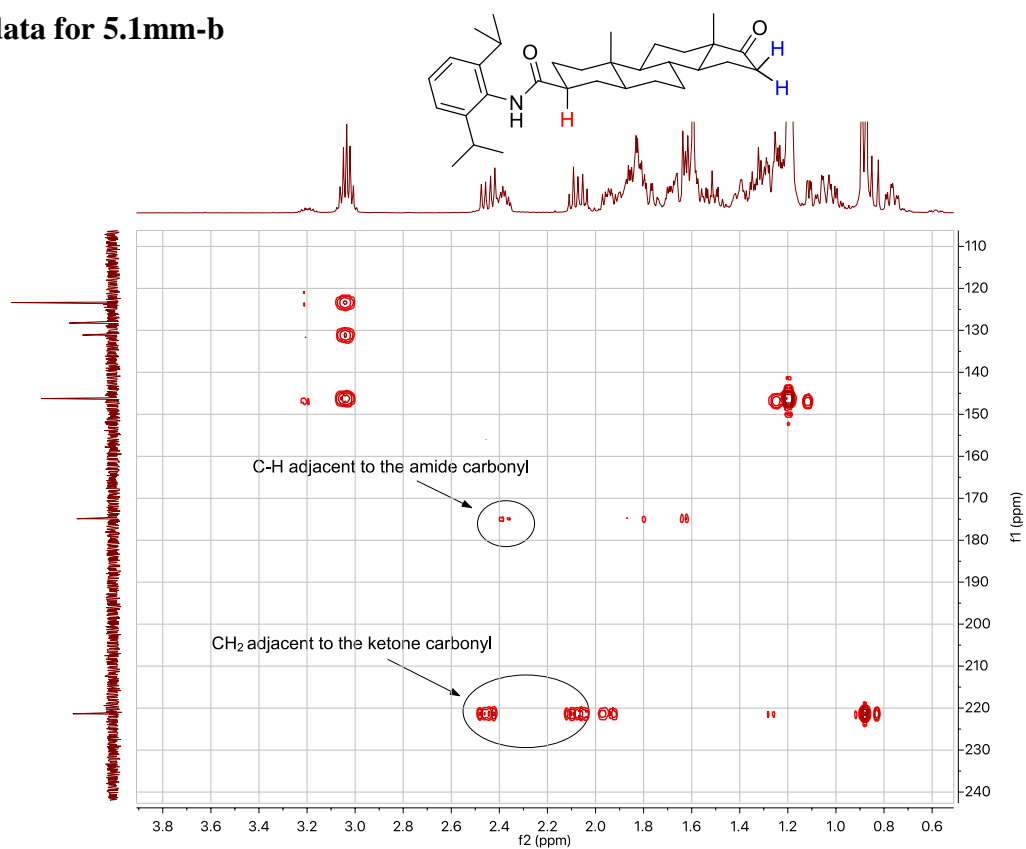 data for 5.1mm-b
O
O
H
H
N
H
H
110
120
130
140
150
160
170
180
190
200
210
220
230
240
f1 (ppm)
C-H adjacent to the amide carbonyl
CH2 adjacent to the ketone carbonyl
3.8 3.6 3.4 3.2 3.0 2.8 2.6 2.4 2.2 2.0 1.8 1.6 1.4 1.2 1.0 0.8 0.6
f2 (ppm)